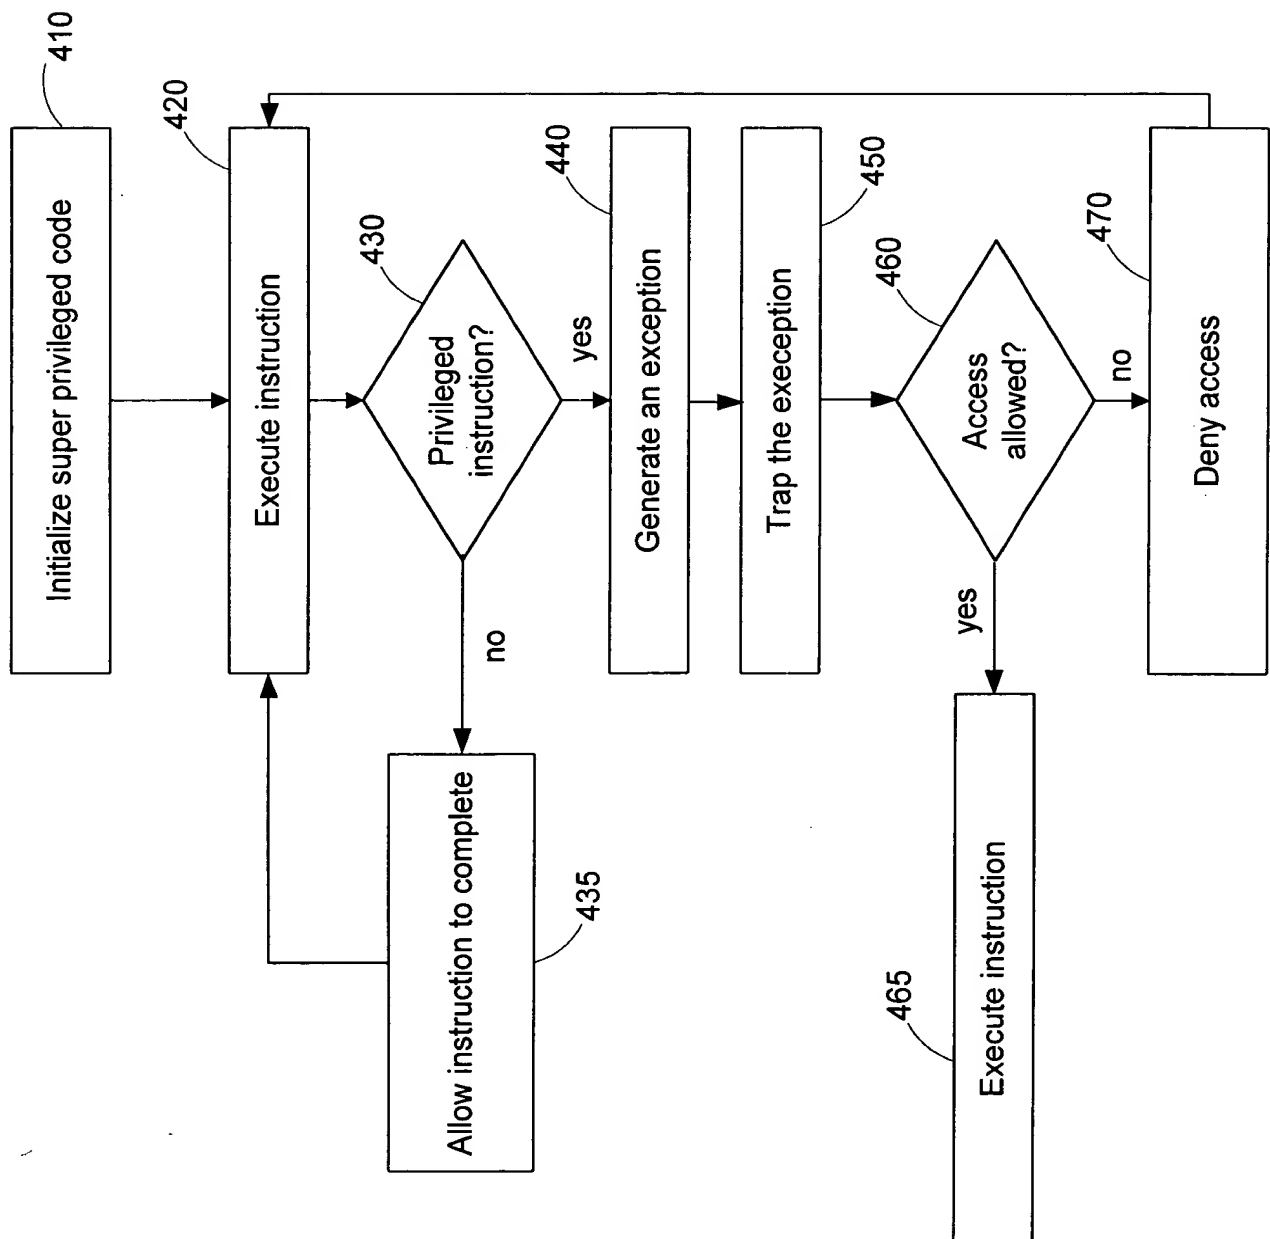 410
Initialize super privileged code
420
Execute instruction
430
Privileged
instruction?
no
yes
435
Allow instruction to complete
440
Generate an exception
450
Trap the exeception
460
Access
allowed?
yes
no
465
Execute instruction
470
Deny access